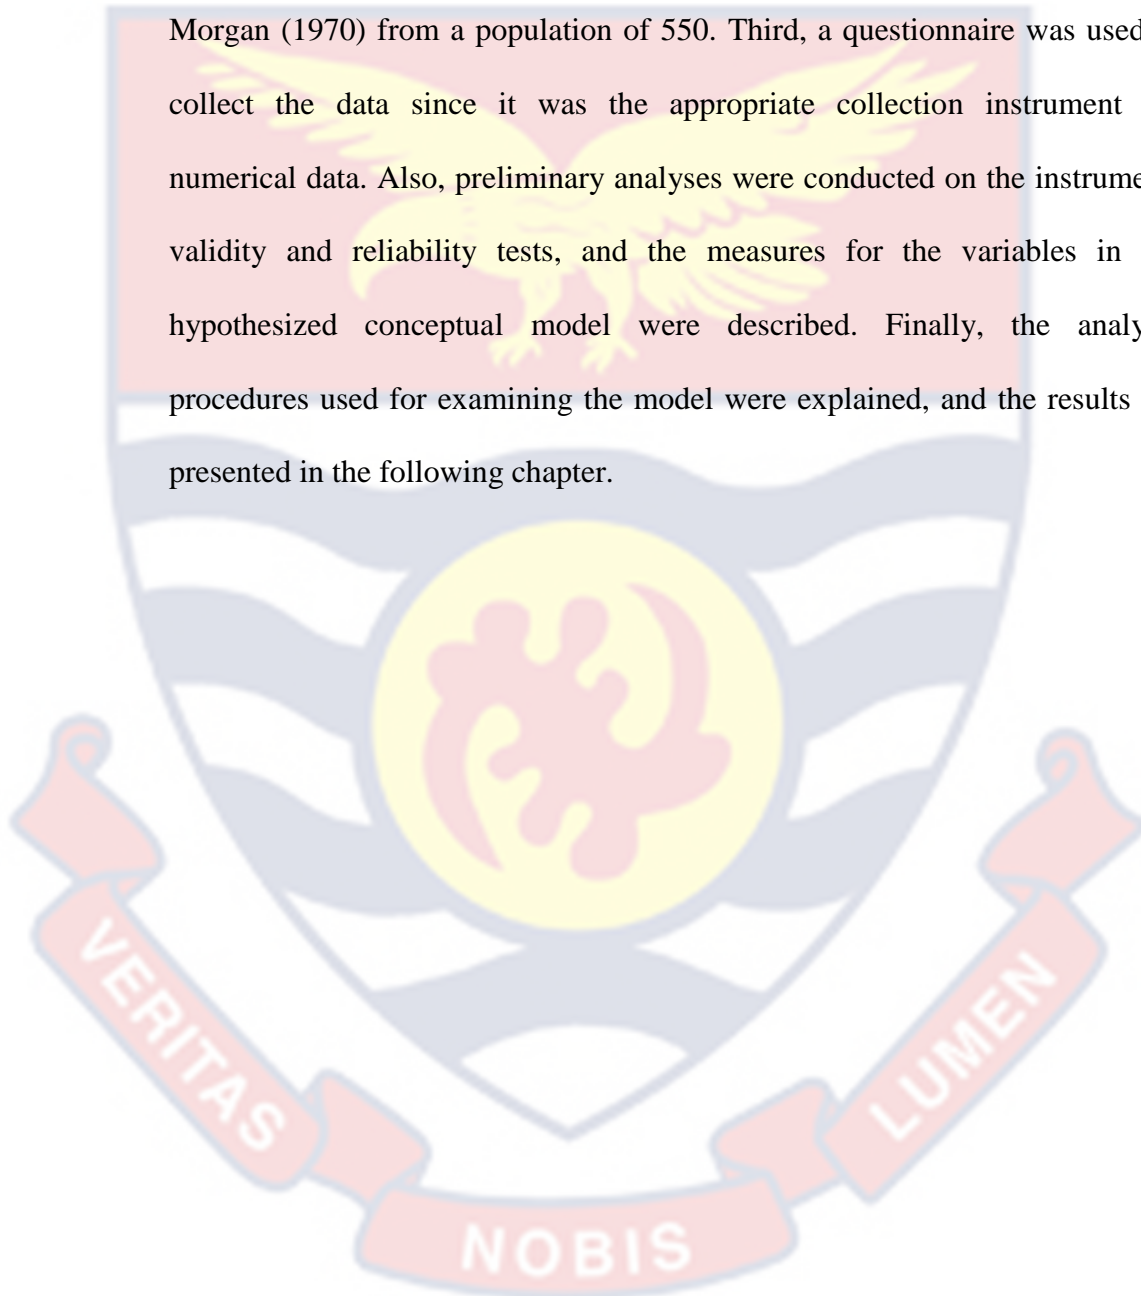 Morgan (1970) from a population of 550. Third, a questionnaire was used
collect the data since it was the appropriate collection instrument
numerical data. Also, preliminary analyses were conducted on the instrume
validity and reliability tests, and the measures for the variables in
hypothesized conceptual model were described. Finally, the analy
procedures used for examining the model were explained, and the results
presented in the following chapter.
VERITAS
NOBIS
LUMEN